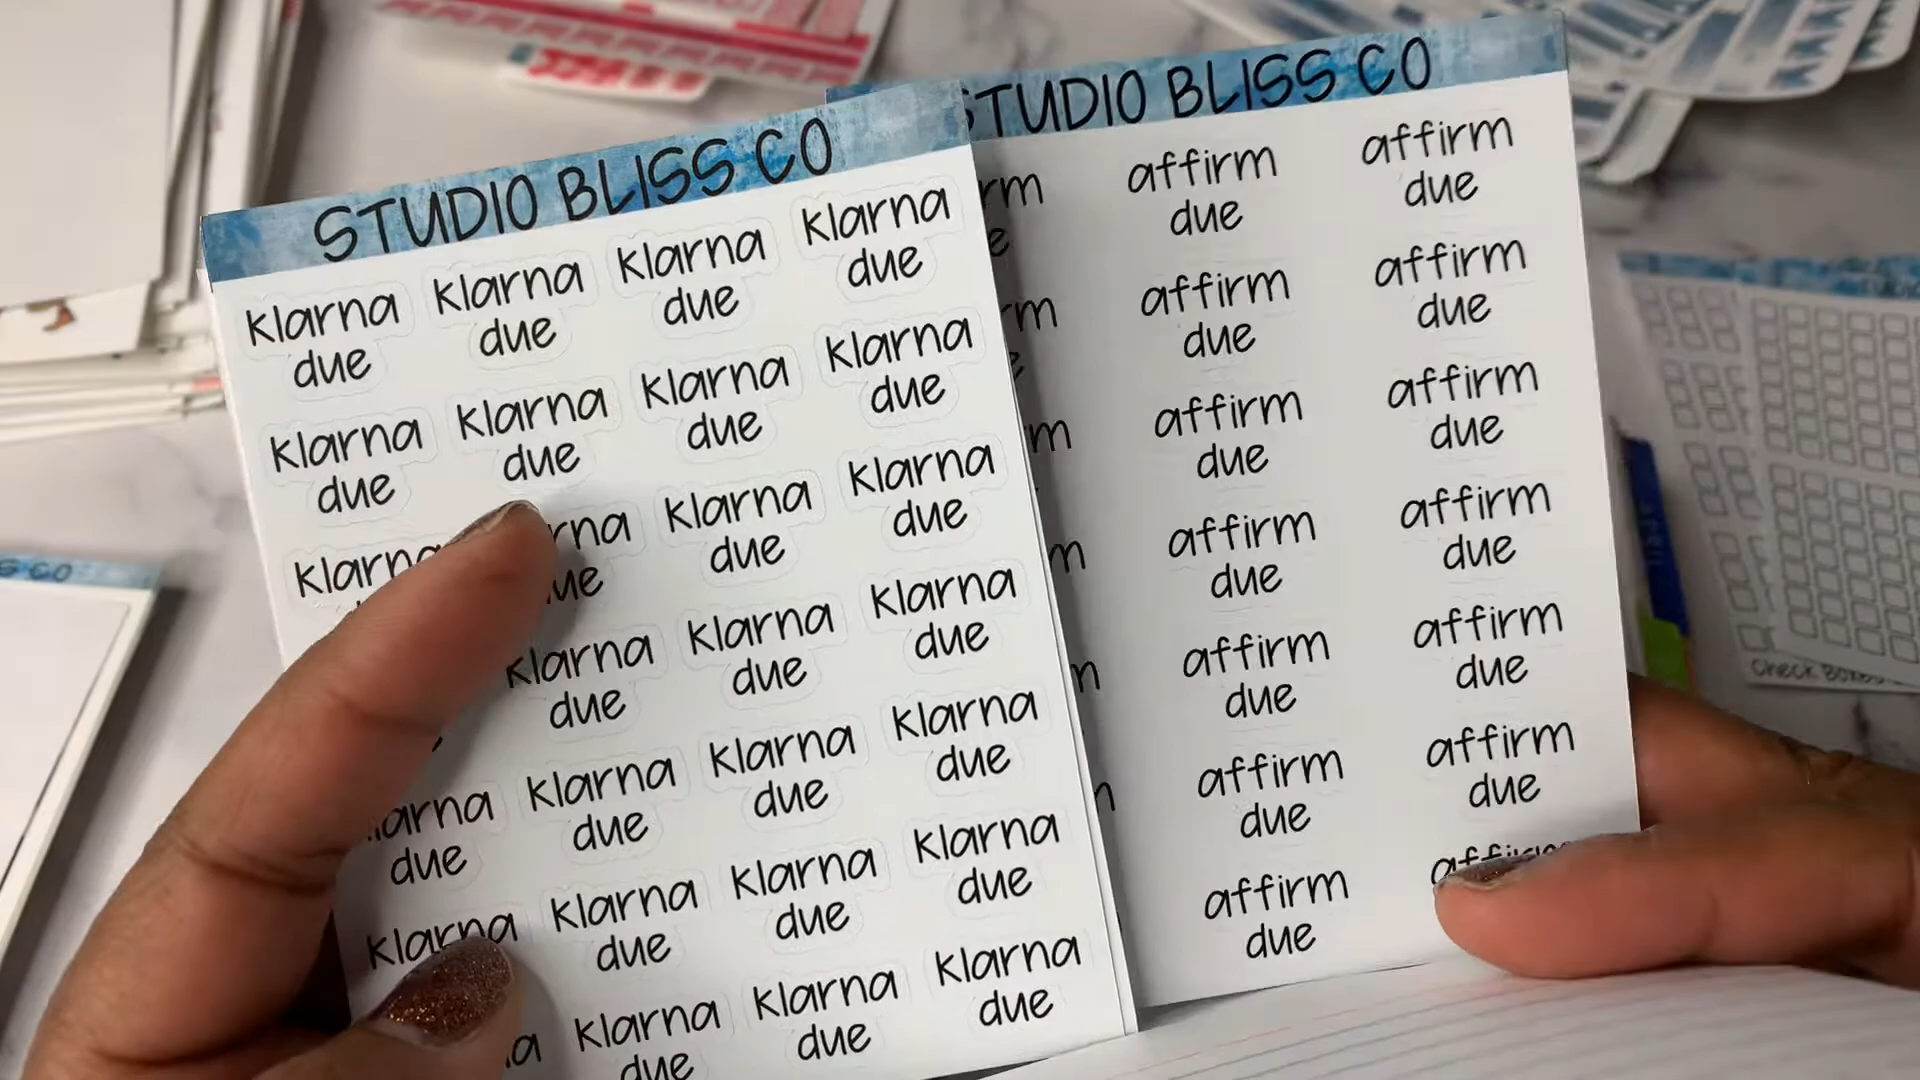 STUDIO BLISS CO
klarna klarna klarna klarna
due due due due
klarna klarna klarna klarna
due due due due
klarna klarna klarna
due due
klarna klarna klarna
due due due
klarna klarna klarna
due due due due
klarna klarna klarna klarna
due due due
klarna klarna klarna
due due due
STUDIO BLISS CO
affirm affirm
due due
affirm affirm
due due
affirm affirm
due due
affirm affirm
due due
affirm affirm
due due
affirm affirm
due due
affirm
due
Check Boxes
APRIL